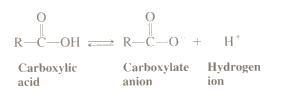 O O
R—C—OH ⇌ R—C—O⁻ + H⁺
Carboxylic Carboxylate Hydrogen
acid anion ion